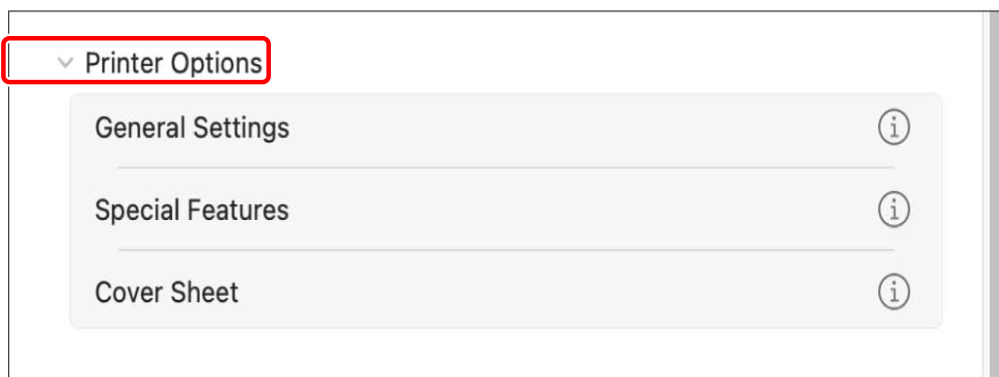 Printer Options
General Settings
Special Features
Cover Sheet